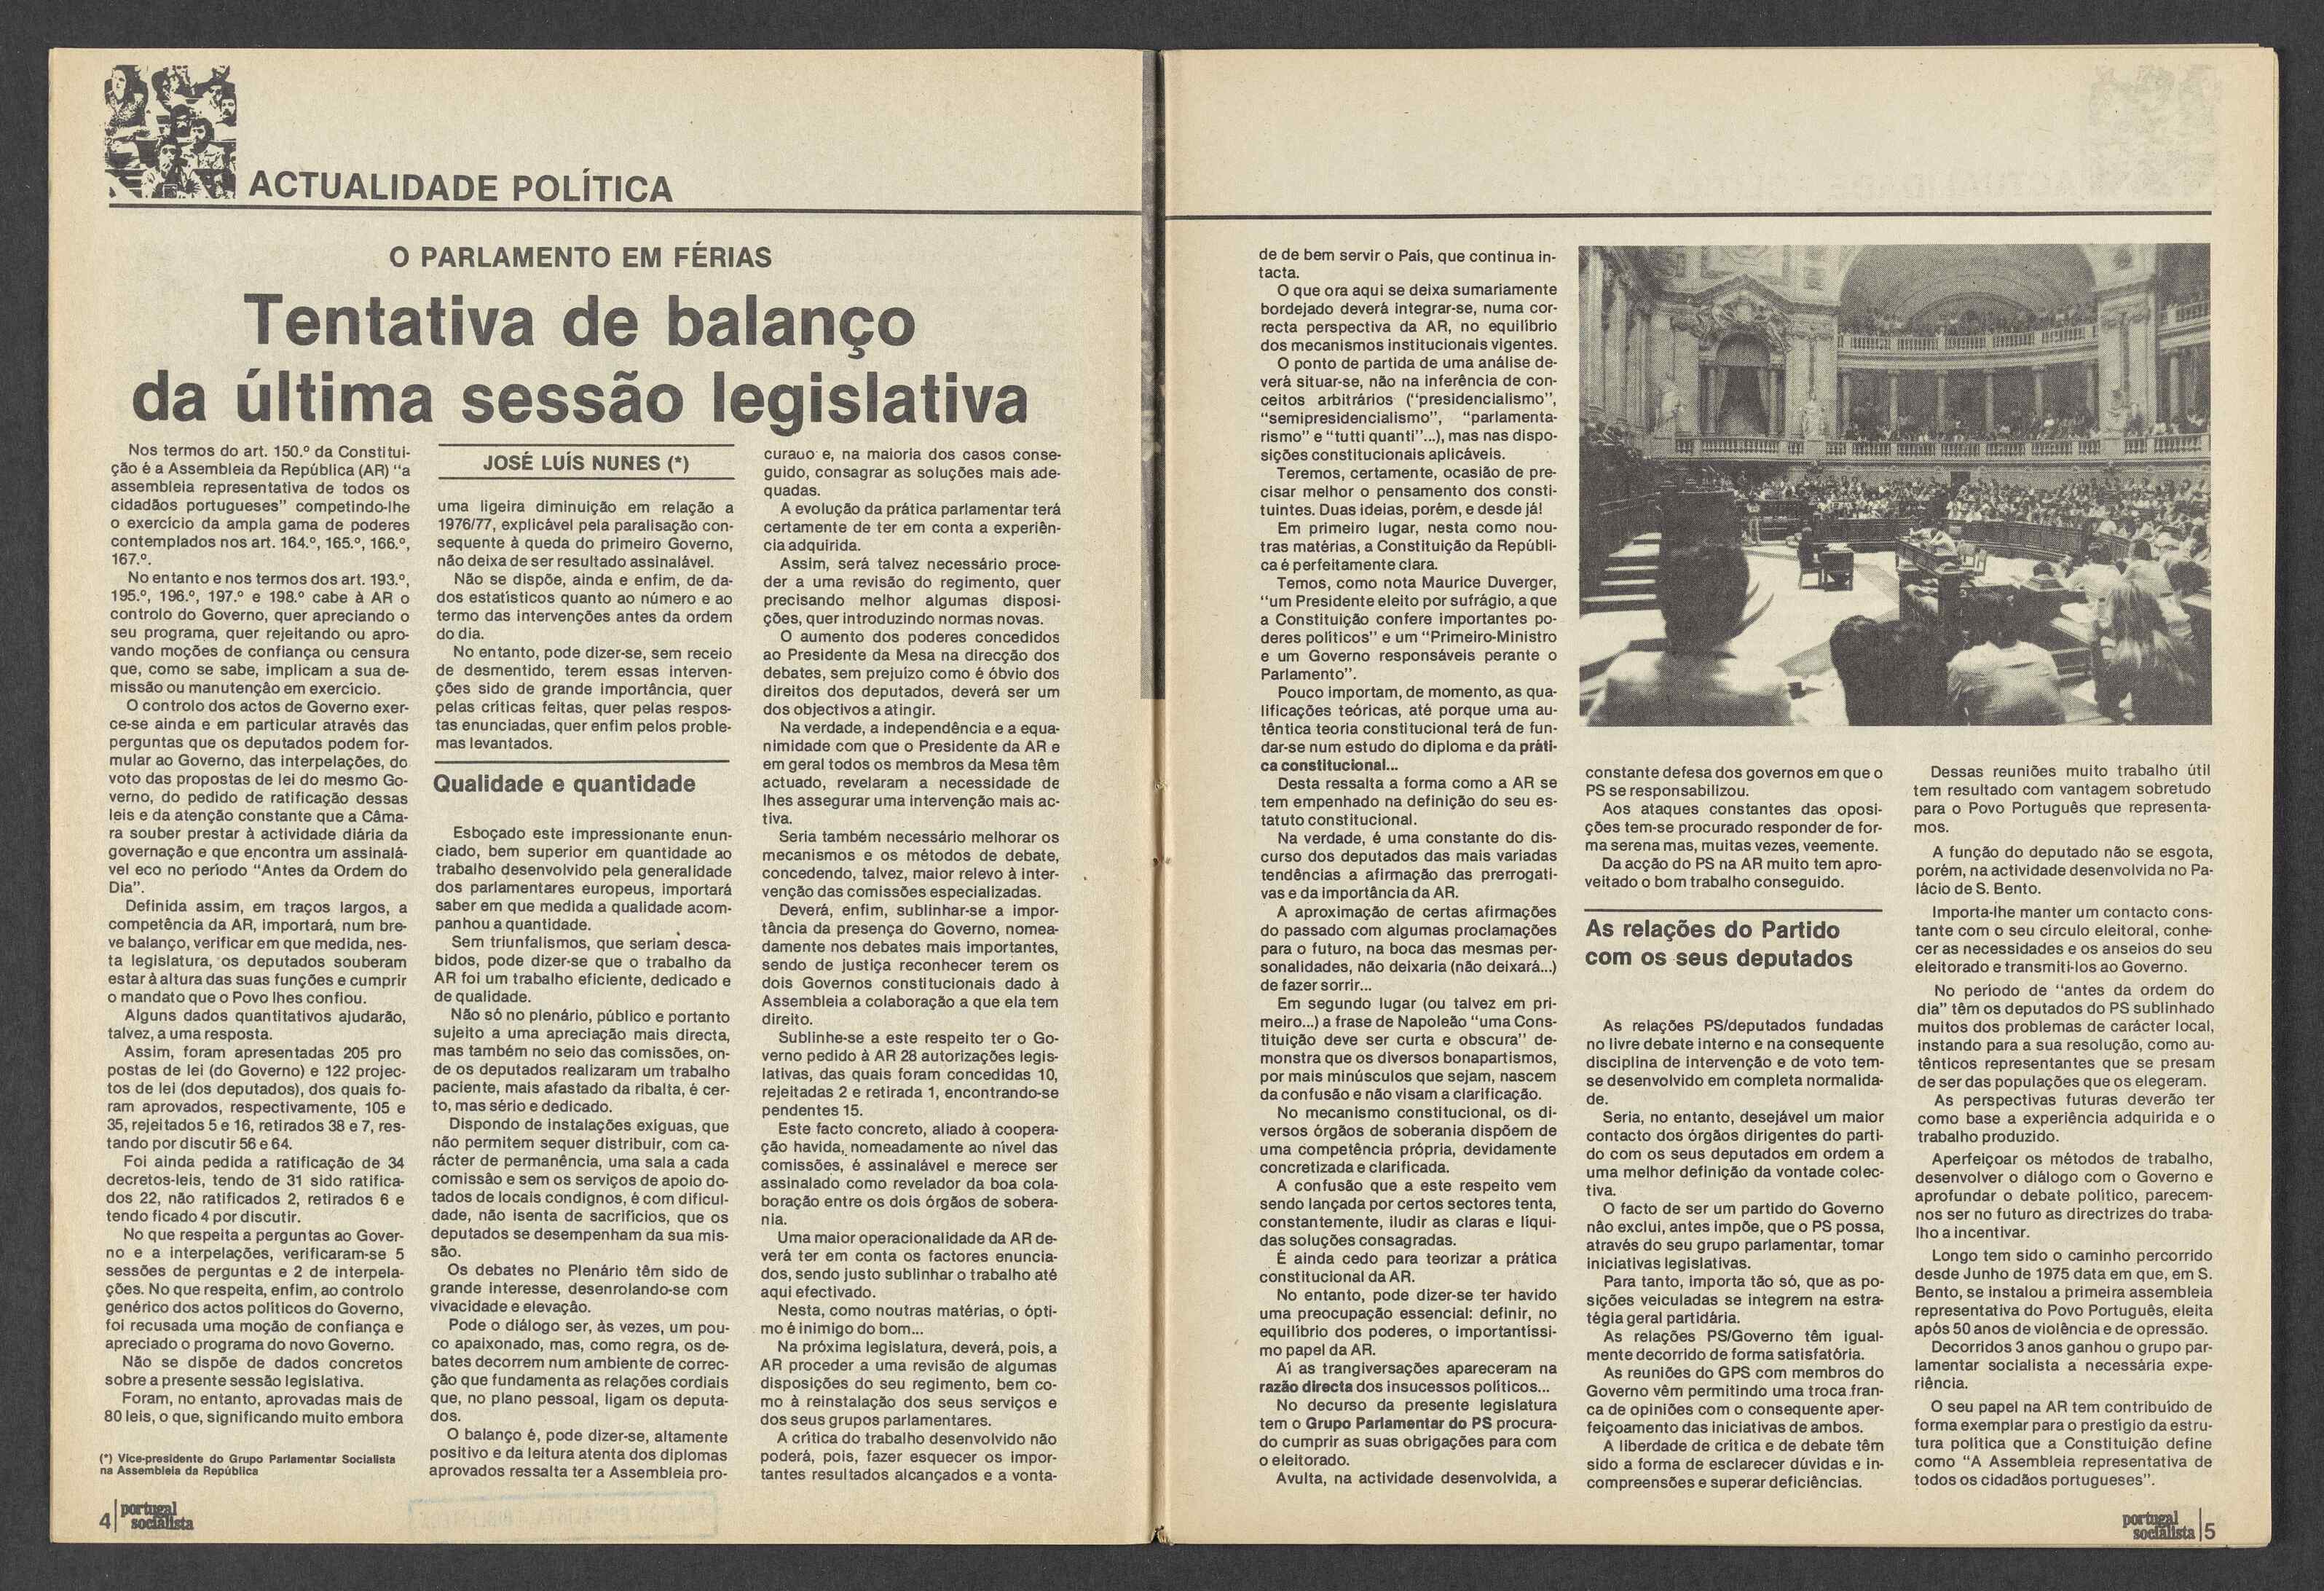 ACTUALIDADE POLÍTICA
O PARLAMENTO EM FÉRIAS
Tentativa de balanço
da última sessão legislativa
Nos termos do art. 150.º da Constitui-
ção é a Assembleia da República (AR) "a
assembleia representativa de todos os
cidadãos portugueses" competindo-lhe
o exercício da ampla gama de poderes
contemplados nos art. 164.º, 165.º, 166.º,
167.º.
No entanto e nos termos dos art. 193.º,
195.º, 196.º, 197.º e 198.º cabe à AR o
controlo do Governo, quer apreciando o
seu programa, quer rejeitando ou apro-
vando moções de confiança ou censura
que, como se sabe, implicam a sua de-
missão ou manutenção em exercício.
O controlo dos actos de Governo exer-
ce-se ainda e em particular através das
perguntas que os deputados podem for-
mular ao Governo, das interpelações, do
voto das propostas de lei do mesmo Go-
verno, do pedido de ratificação dessas
leis e da atenção constante que a Câma-
ra souber prestar à actividade diária da
governação e que encontra um assinalá-
vel eco no período "Antes da Ordem do
Dia".
Definida assim, em traços largos, a
competência da AR, importará, num bre-
ve balanço, verificar em que medida, nes-
ta legislatura, os deputados souberam
estar à altura das suas funções e cumprir
o mandato que o Povo lhes confiou.
Alguns dados quantitativos ajudarão,
talvez, a uma resposta.
Assim, foram apresentadas 205 pro
postas de lei (do Governo) e 122 projec-
tos de lei (dos deputados), dos quais fo-
ram aprovados, respectivamente, 105 e
35, rejeitados 5 e 16, retirados 38 e 7, res-
tando por discutir 56 e 64.
Foi ainda pedida a ratificação de 34
decretos-leis, tendo de 31 sido ratifica-
dos 22, não ratificados 2, retirados 6 e
tendo ficado 4 por discutir.
No que respeita a perguntas ao Gover-
no e a interpelações, verificaram-se 5
sessões de perguntas e 2 de interpela-
ções. No que respeita, enfim, ao controlo
genérico dos actos políticos do Governo,
foi recusada uma moção de confiança e
apreciado o programa do novo Governo.
Não se dispõe de dados concretos
sobre a presente sessão legislativa.
Foram, no entanto, aprovadas mais de
80 leis, o que, significando muito embora
(*) Vice-presidente do Grupo Parlamentar Socialista
na Assembleia da República
JOSÉ LUÍS NUNES (*)
uma ligeira diminuição em relação a
1976/77, explicável pela paralisação con-
sequente à queda do primeiro Governo,
não deixa de ser resultado assinalável.
Não se dispõe, ainda e enfim, de da-
dos estatísticos quanto ao número e ao
termo das intervenções antes da ordem
do dia.
No entanto, pode dizer-se, sem receio
de desmentido, terem essas interven-
ções sido de grande importância, quer
pelas críticas feitas, quer pelas respos-
tas enunciadas, quer enfim pelos proble-
mas levantados.
Qualidade e quantidade
Esboçado este impressionante enun-
ciado, bem superior em quantidade ao
trabalho desenvolvido pela generalidade
dos parlamentares europeus, importará
saber em que medida a qualidade acom-
panhou a quantidade.
Sem triunfalismos, que seriam desca-
bidos, pode dizer-se que o trabalho da
AR foi um trabalho eficiente, dedicado e
de qualidade.
Não só no plenário, público e portanto
sujeito a uma apreciação mais directa,
mas também no seio das comissões, on-
de os deputados realizaram um trabalho
paciente, mais afastado da ribalta, é cer-
to, mas sério e dedicado.
Dispondo de instalações exíguas, que
não permitem sequer distribuir, com ca-
rácter de permanência, uma sala a cada
comissão e sem os serviços de apoio do-
tados de locais condignos, é com dificul-
dade, não isenta de sacrifícios, que os
deputados se desempenham da sua mis-
são.
Os debates no Plenário têm sido de
grande interesse, desenrolando-se com
vivacidade e elevação.
Pode o diálogo ser, às vezes, um pou-
co apaixonado, mas, como regra, os de-
bates decorrem num ambiente de correc-
ção que fundamenta as relações cordiais
que, no plano pessoal, ligam os deputa-
dos.
O balanço é, pode dizer-se, altamente
positivo e da leitura atenta dos diplomas
aprovados ressalta ter a Assembleia pro-
curado e, na maioria dos casos conse-
guido, consagrar as soluções mais ade-
quadas.
A evolução da prática parlamentar terá
certamente de ter em conta a experiên-
cia adquirida.
Assim, será talvez necessário proce-
der a uma revisão do regimento, quer
precisando melhor algumas disposi-
ções, quer introduzindo normas novas.
O aumento dos poderes concedidos
ao Presidente da Mesa na direcção dos
debates, sem prejuízo como é óbvio dos
direitos dos deputados, deverá ser um
dos objectivos a atingir.
Na verdade, a independência e a equa-
nimidade com que o Presidente da AR e
em geral todos os membros da Mesa têm
actuado, revelaram a necessidade de
lhes assegurar uma intervenção mais ac-
tiva.
Seria também necessário melhorar os
mecanismos e os métodos de debate,
concedendo, talvez, maior relevo à inter-
venção das comissões especializadas.
Deverá, enfim, sublinhar-se a impor-
tância da presença do Governo, nomea-
damente nos debates mais importantes,
sendo de justiça reconhecer terem os
dois Governos constitucionais dado à
Assembleia a colaboração a que ela tem
direito.
Sublinhe-se a este respeito ter o Go-
verno pedido à AR 28 autorizações legis-
lativas, das quais foram concedidas 10,
rejeitadas 2 e retirada 1, encontrando-se
pendentes 15.
Este facto concreto, aliado à coopera-
ção havida, nomeadamente ao nível das
comissões, é assinalável e merece ser
assinalado como revelador da boa cola-
boração entre os dois órgãos de sobera-
nia.
Uma maior operacionalidade da AR de-
verá ter em conta os factores enuncia-
dos, sendo justo sublinhar o trabalho até
aqui efectivado.
Nesta, como noutras matérias, o ópti-
mo é inimigo do bom...
Na próxima legislatura, deverá, pois, a
AR proceder a uma revisão de algumas
disposições do seu regimento, bem co-
mo à reinstalação dos seus serviços e
dos seus grupos parlamentares.
A crítica do trabalho desenvolvido não
poderá, pois, fazer esquecer os impor-
tantes resultados alcançados e a vonta-
4 portugal
socialista
de de bem servir o País, que continua in-
tacta.
O que ora aqui se deixa sumariamente
bordejado deverá integrar-se, numa cor-
recta perspectiva da AR, no equilíbrio
dos mecanismos institucionais vigentes.
O ponto de partida de uma análise de-
verá situar-se, não na inferência de con-
ceitos arbitrários ("presidencialismo",
"semipresidencialismo", "parlamenta-
rismo" e "tutti quanti"...), mas nas dispo-
sições constitucionais aplicáveis.
Teremos, certamente, ocasião de pre-
cisar melhor o pensamento dos consti-
tuintes. Duas ideias, porém, e desde já!
Em primeiro lugar, nesta como nou-
tras matérias, a Constituição da Repúbli-
ca é perfeitamente clara.
Temos, como nota Maurice Duverger,
"um Presidente eleito por sufrágio, a que
a Constituição confere importantes po-
deres políticos" e um "Primeiro-Ministro
e um Governo responsáveis perante o
Parlamento".
Pouco importam, de momento, as qua-
lificações teóricas, até porque uma au-
têntica teoria constitucional terá de fun-
dar-se num estudo do diploma e da práti-
ca constitucional...
Desta ressalta a forma como a AR se
tem empenhado na definição do seu es-
tatuto constitucional.
Na verdade, é uma constante do dis-
curso dos deputados das mais variadas
tendências a afirmação das prerrogati-
vas e da importância da AR.
A aproximação de certas afirmações
do passado com algumas proclamações
para o futuro, na boca das mesmas per-
sonalidades, não deixaria (não deixará...)
de fazer sorrir...
Em segundo lugar (ou talvez em pri-
meiro...) a frase de Napoleão "uma Cons-
tituição deve ser curta e obscura" de-
monstra que os diversos bonapartismos,
por mais minúsculos que sejam, nascem
da confusão e não visam a clarificação.
No mecanismo constitucional, os di-
versos órgãos de soberania dispõem de
uma competência própria, devidamente
concretizada e clarificada.
A confusão que a este respeito vem
sendo lançada por certos sectores tenta,
constantemente, iludir as claras e líqui-
das soluções consagradas.
É ainda cedo para teorizar a prática
constitucional da AR.
No entanto, pode dizer-se ter havido
uma preocupação essencial: definir, no
equilíbrio dos poderes, o importantíssi-
mo papel da AR.
Aí as trangiversações apareceram na
razão directa dos insucessos políticos...
No decurso da presente legislatura
tem o Grupo Parlamentar do PS procura-
do cumprir as suas obrigações para com
o eleitorado.
Avulta, na actividade desenvolvida, a
constante defesa dos governos em que o
PS se responsabilizou.
Aos ataques constantes das oposi-
ções tem-se procurado responder de for-
ma serena mas, muitas vezes, veemente.
Da acção do PS na AR muito tem apro-
veitado o bom trabalho conseguido.
As relações do Partido
com os seus deputados
As relações PS/deputados fundadas
no livre debate interno e na consequente
disciplina de intervenção e de voto tem-
se desenvolvido em completa normalida-
de.
Seria, no entanto, desejável um maior
contacto dos órgãos dirigentes do parti-
do com os seus deputados em ordem a
uma melhor definição da vontade colec-
tiva.
O facto de ser um partido do Governo
não exclui, antes impõe, que o PS possa,
através do seu grupo parlamentar, tomar
iniciativas legislativas.
Para tanto, importa tão só, que as po-
sições veiculadas se integrem na estra-
tégia geral partidária.
As relações PS/Governo têm igual-
mente decorrido de forma satisfatória.
As reuniões do GPS com membros do
Governo vêm permitindo uma troca fran-
ca de opiniões com o consequente aper-
feiçoamento das iniciativas de ambos.
A liberdade de crítica e de debate têm
sido a forma de esclarecer dúvidas e in-
compreensões e superar deficiências.
Dessas reuniões muito trabalho útil
tem resultado com vantagem sobretudo
para o Povo Português que representa-
mos.
A função do deputado não se esgota,
porém, na actividade desenvolvida no Pa-
lácio de S. Bento.
Importa-lhe manter um contacto cons-
tante com o seu círculo eleitoral, conhe-
cer as necessidades e os anseios do seu
eleitorado e transmiti-los ao Governo.
No período de "antes da ordem do
dia" têm os deputados do PS sublinhado
muitos dos problemas de carácter local,
instando para a sua resolução, como au-
tênticos representantes que se presam
de ser das populações que os elegeram.
As perspectivas futuras deverão ter
como base a experiência adquirida e o
trabalho produzido.
Aperfeiçoar os métodos de trabalho,
desenvolver o diálogo com o Governo e
aprofundar o debate político, parecem-
nos ser no futuro as directrizes do traba-
lho a incentivar.
Longo tem sido o caminho percorrido
desde Junho de 1975 data em que, em S.
Bento, se instalou a primeira assembleia
representativa do Povo Português, eleita
após 50 anos de violência e de opressão.
Decorridos 3 anos ganhou o grupo par-
lamentar socialista a necessária expe-
riência.
O seu papel na AR tem contribuído de
forma exemplar para o prestígio da estru-
tura política que a Constituição define
como "A Assembleia representativa de
todos os cidadãos portugueses".
portugal
socialista 5